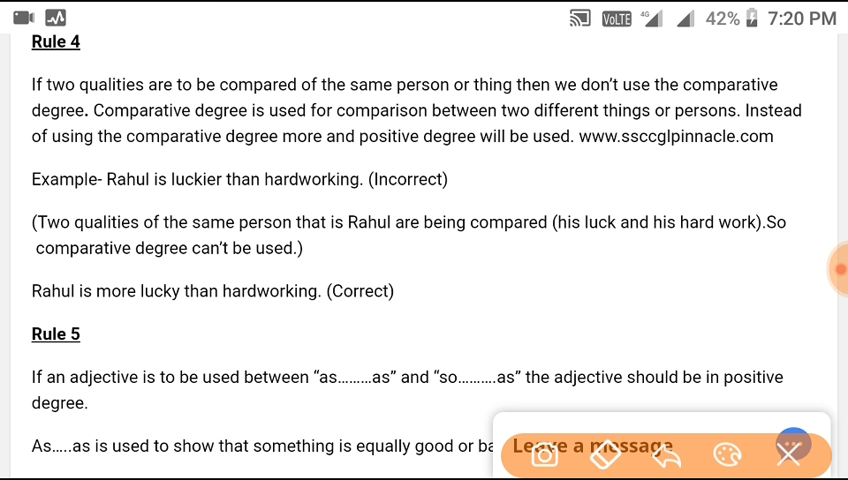 VoLTE 4G 42% 7:20 PM
Rule 4
If two qualities are to be compared of the same person or thing then we don't use the comparative
degree. Comparative degree is used for comparison between two different things or persons. Instead
of using the comparative degree more and positive degree will be used. www.ssccglpinnacle.com
Example- Rahul is luckier than hardworking. (Incorrect)
(Two qualities of the same person that is Rahul are being compared (his luck and his hard work).So
comparative degree can't be used.)
Rahul is more lucky than hardworking. (Correct)
Rule 5
If an adjective is to be used between “as.........as” and “so..........as” the adjective should be in positive
degree.
As.....as is used to show that something is equally good or
Leave a message